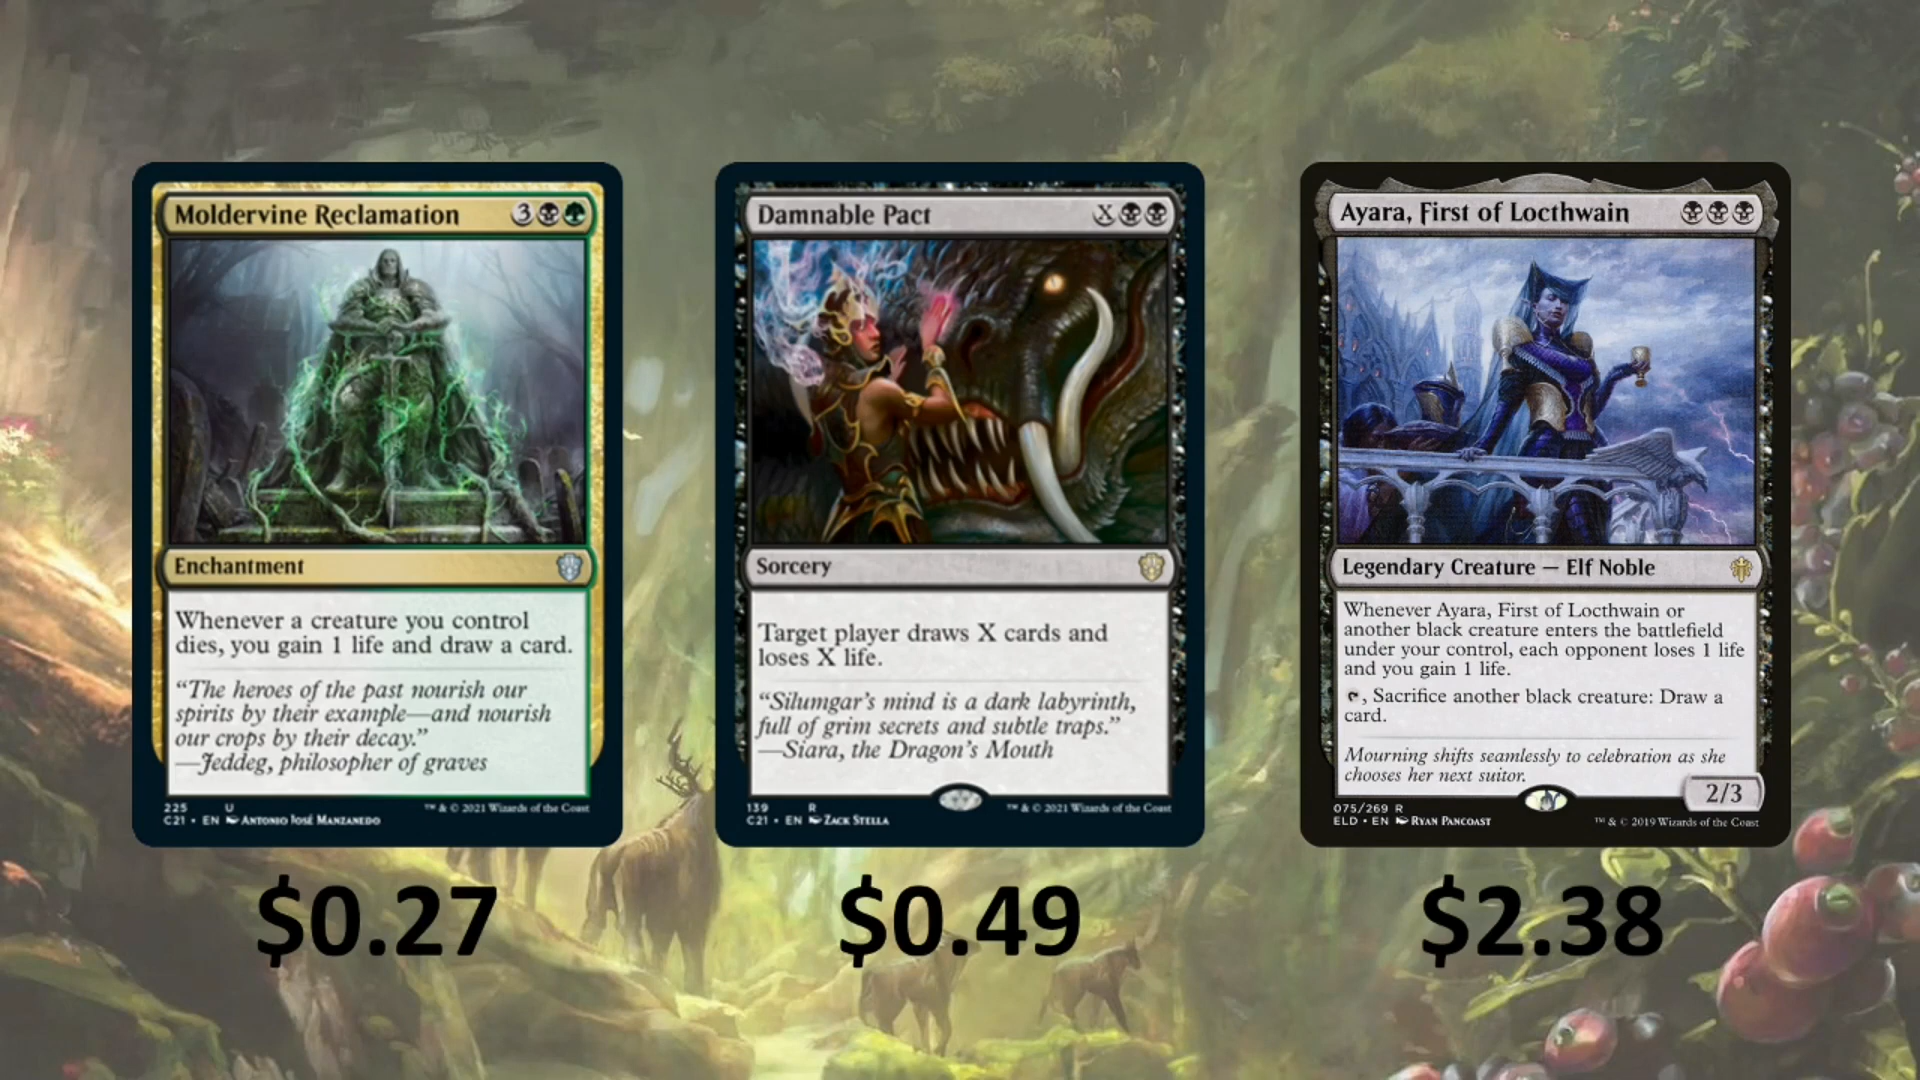 Moldervine Reclamation 3
Enchantment
Whenever a creature you control
dies, you gain 1 life and draw a card.
“The heroes of the past nourish our
spirits by their example—and nourish
our crops by their decay.”
—Jeddeg, philosopher of graves
225 U
C21 • EN Antonio José Manzanedo
™ & © 2021 Wizards of the Coast
$0.27
Damnable Pact X
Sorcery
Target player draws X cards and
loses X life.
“Silumgar’s mind is a dark labyrinth,
full of grim secrets and subtle traps.”
—Siara, the Dragon’s Mouth
139 R
C21 • EN Zack Stella
™ & © 2021 Wizards of the Coast
$0.49
Ayara, First of Locthwain
Legendary Creature — Elf Noble
Whenever Ayara, First of Locthwain or
another black creature enters the battlefield
under your control, each opponent loses 1 life
and you gain 1 life.
, Sacrifice another black creature: Draw a
card.
Mourning shifts seamlessly to celebration as she
chooses her next suitor.
2/3
075/269 R
ELD • EN Ryan Pancoast
™ & © 2019 Wizards of the Coast
$2.38